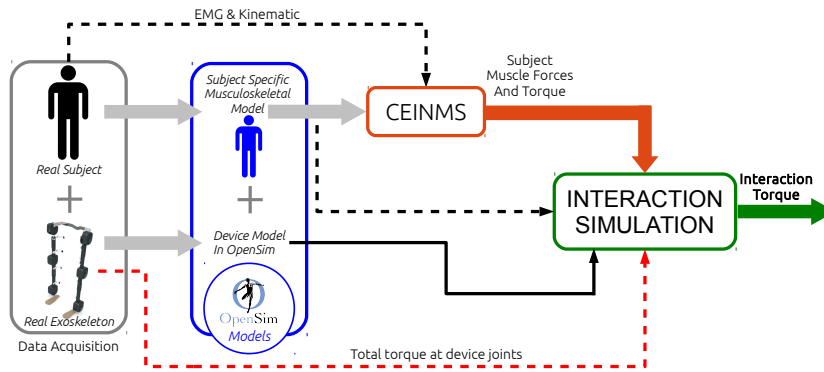 EMG & Kinematic
Subject Specific
Musculoskeletal
Model
Real Subject
CEINMS
Subject
Muscle Forces
And Torque
Interaction
Torque
INTERACTION
SIMULATION
Device Model
In OpenSim
OpenSim
Models
Real Exoskeleton
Data Acquisition
Total torque at device joints